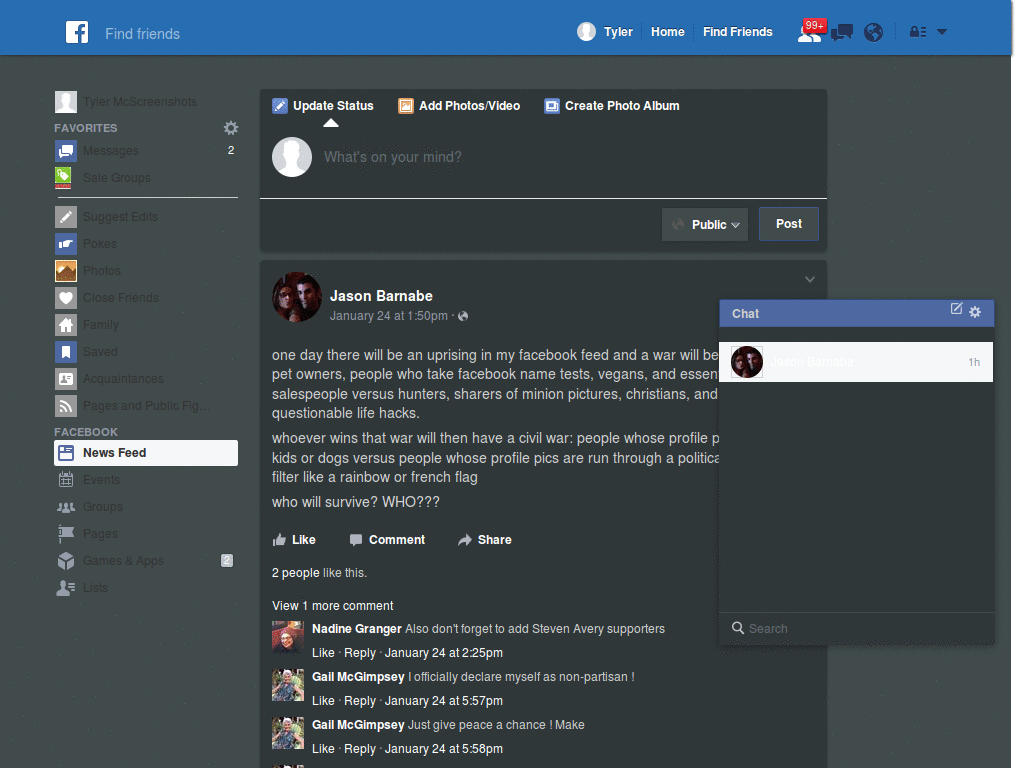 f Find friends
Tyler Home Find Friends 99+
Tyler McScreenshots
FAVORITES
Messages 2
Sale Groups
Suggest Edits
Pokes
Photos
Close Friends
Family
Saved
Acquaintances
Pages and Public Fig...
FACEBOOK
News Feed
Events
Groups
Pages
Games & Apps 2
Lists
Update Status Add Photos/Video Create Photo Album
What's on your mind?
Public Post
Jason Barnabe
January 24 at 1:50pm ·
one day there will be an uprising in my facebook feed and a war will be
pet owners, people who take facebook name tests, vegans, and essen
salespeople versus hunters, sharers of minion pictures, christians, and
questionable life hacks.
whoever wins that war will then have a civil war: people whose profile p
kids or dogs versus people whose profile pics are run through a politica
filter like a rainbow or french flag
who will survive? WHO???
Like Comment Share
2 people like this.
View 1 more comment
Nadine Granger Also don't forget to add Steven Avery supporters
Like · Reply · January 24 at 2:25pm
Gail McGimpsey I officially declare myself as non-partisan !
Like · Reply · January 24 at 5:57pm
Gail McGimpsey Just give peace a chance ! Make
Like · Reply · January 24 at 5:58pm
Chat
Jason Barnabe 1h
Search